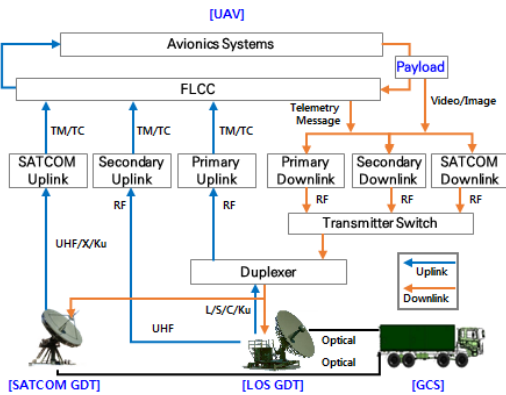 [UAV]
Avionics Systems
Payload
FLCC
Telemetry
Message
Video/Image
TM/TC
TM/TC
TM/TC
SATCOM
Uplink
Secondary
Uplink
Primary
Uplink
Primary
Downlink
Secondary
Downlink
SATCOM
Downlink
RF
RF
RF
RF
RF
Transmitter Switch
UHF/X/Ku
Duplexer
Uplink
Downlink
L/S/C/Ku
UHF
Optical
Optical
[SATCOM GDT]
[LOS GDT]
[GCS]